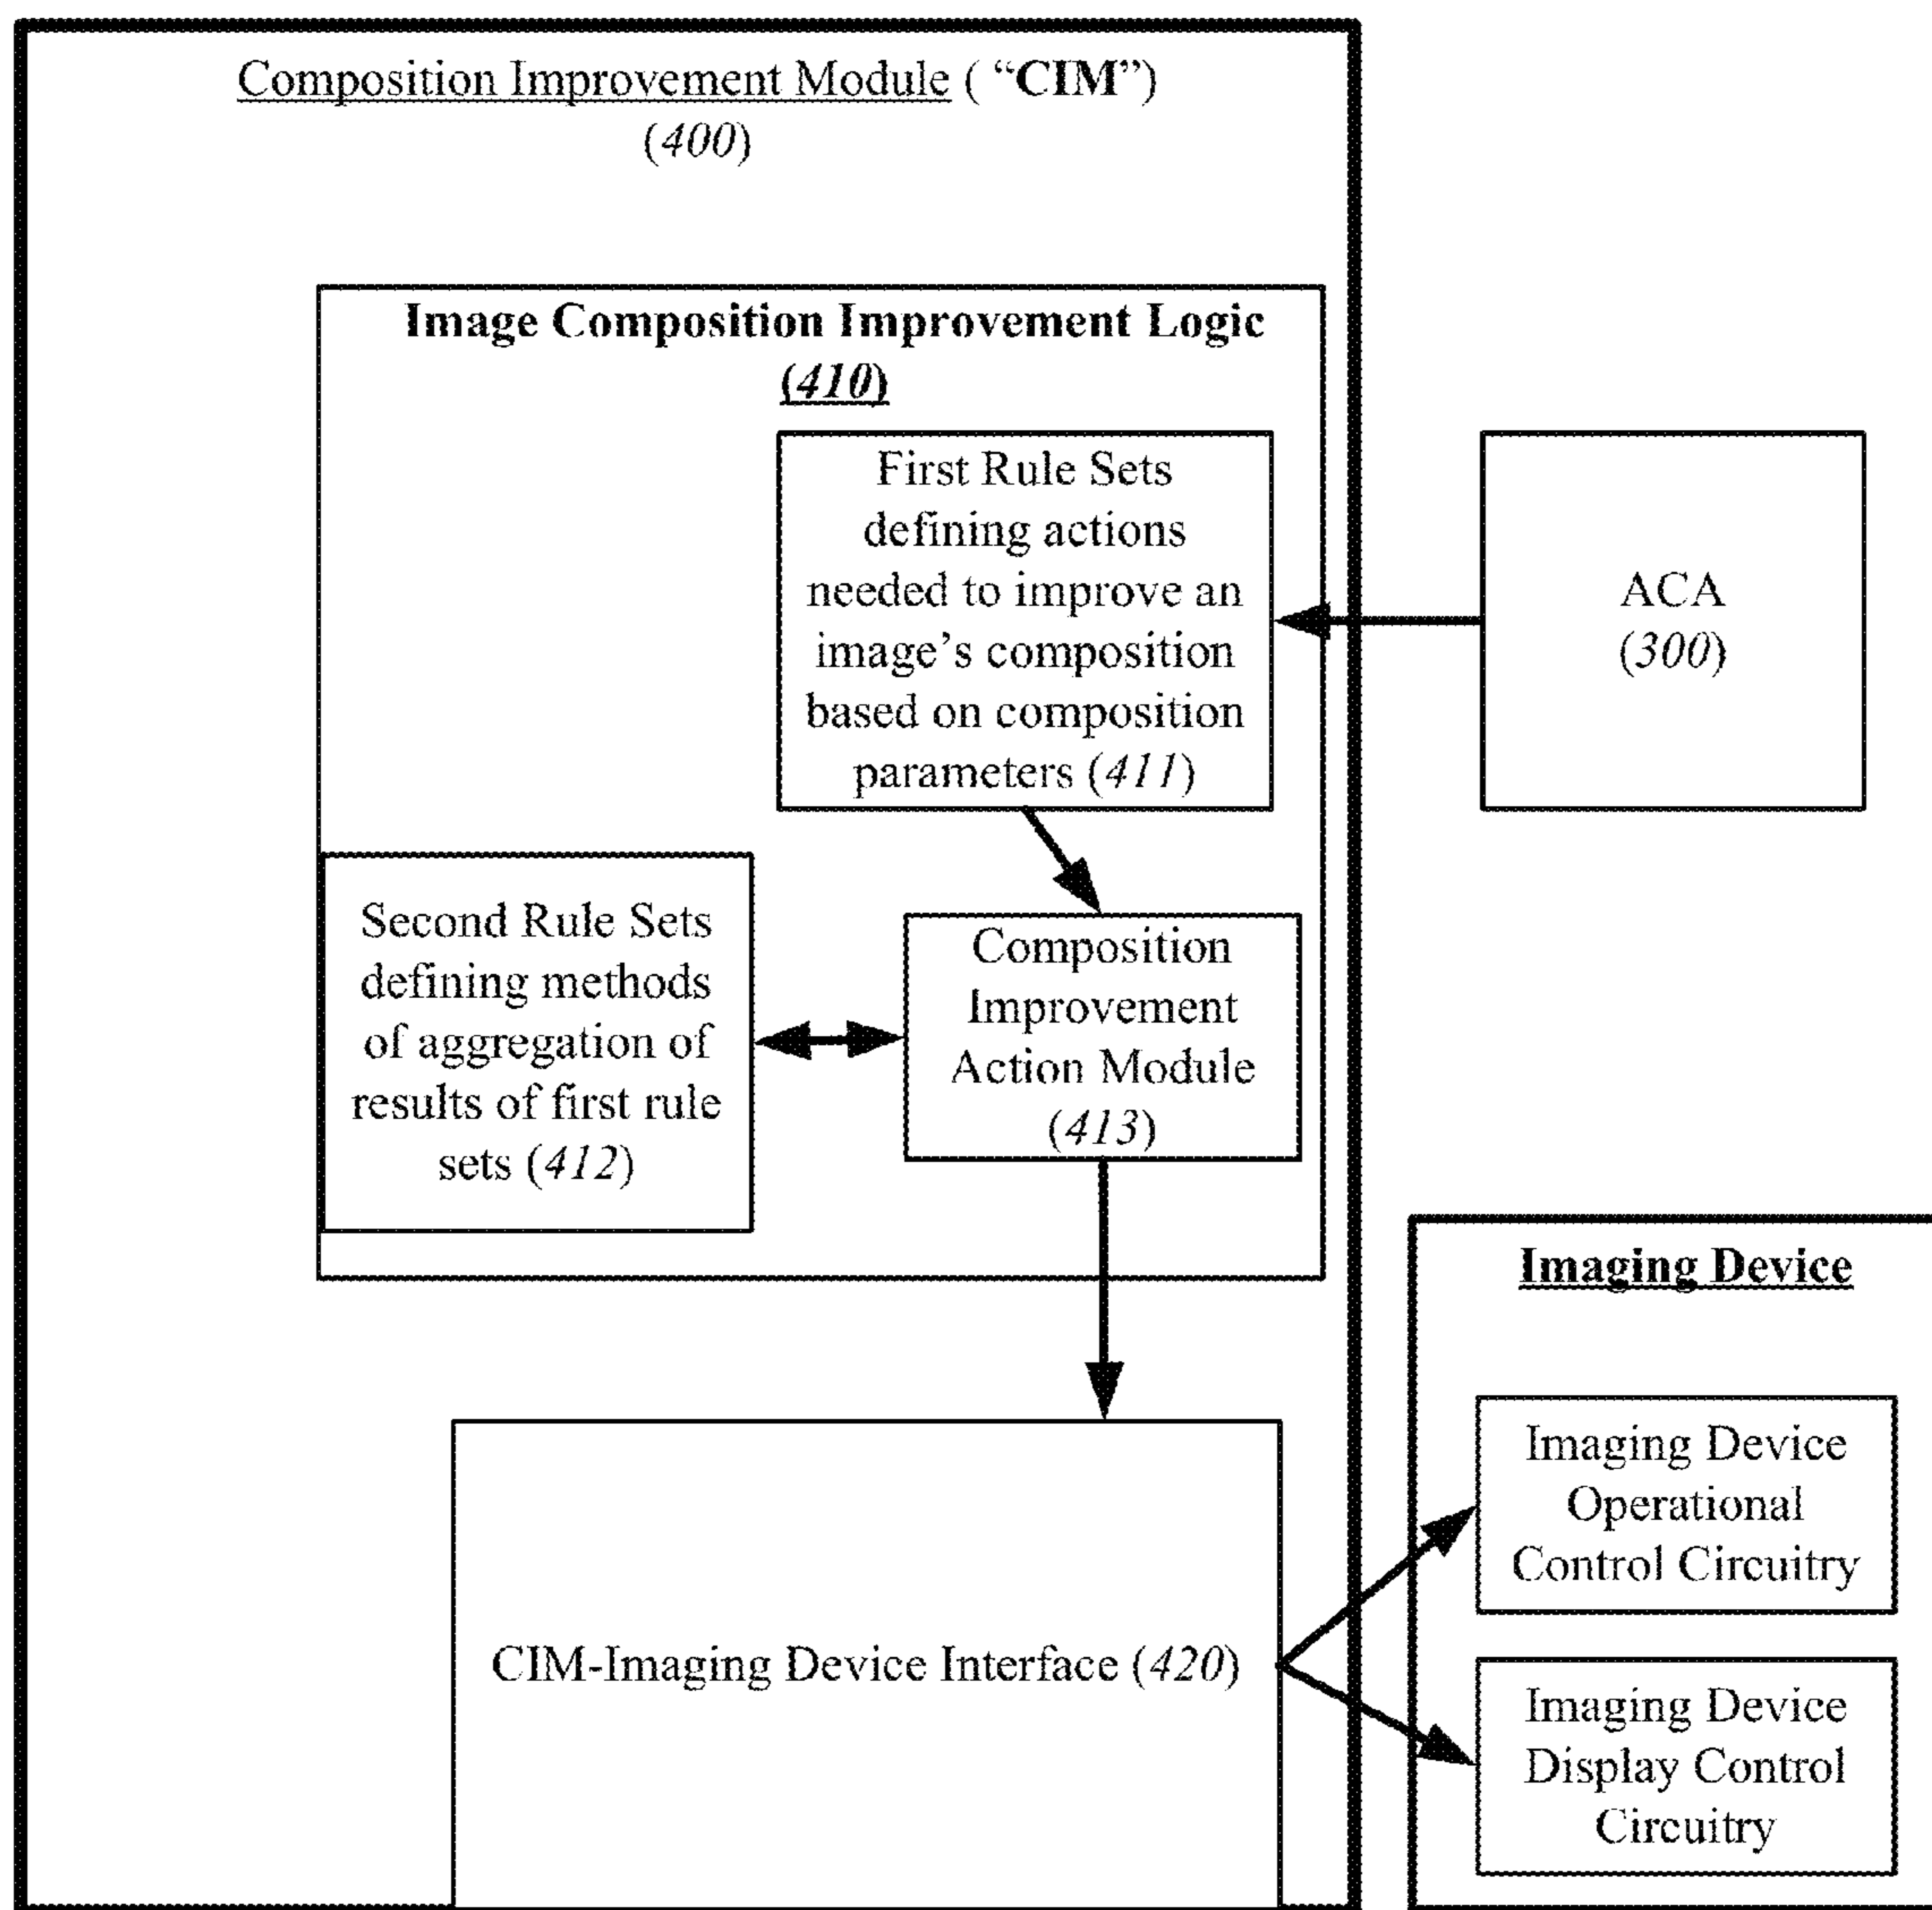 Composition Improvement Module ( “CIM”)
(400)
Image Composition Improvement Logic
(410)
First Rule Sets
defining actions
needed to improve an
image’s composition
based on composition
parameters (411)
ACA
(300)
Second Rule Sets
defining methods
of aggregation of
results of first rule
sets (412)
Composition
Improvement
Action Module
(413)
Imaging Device
Imaging Device
Operational
Control Circuitry
CIM-Imaging Device Interface (420)
Imaging Device
Display Control
Circuitry